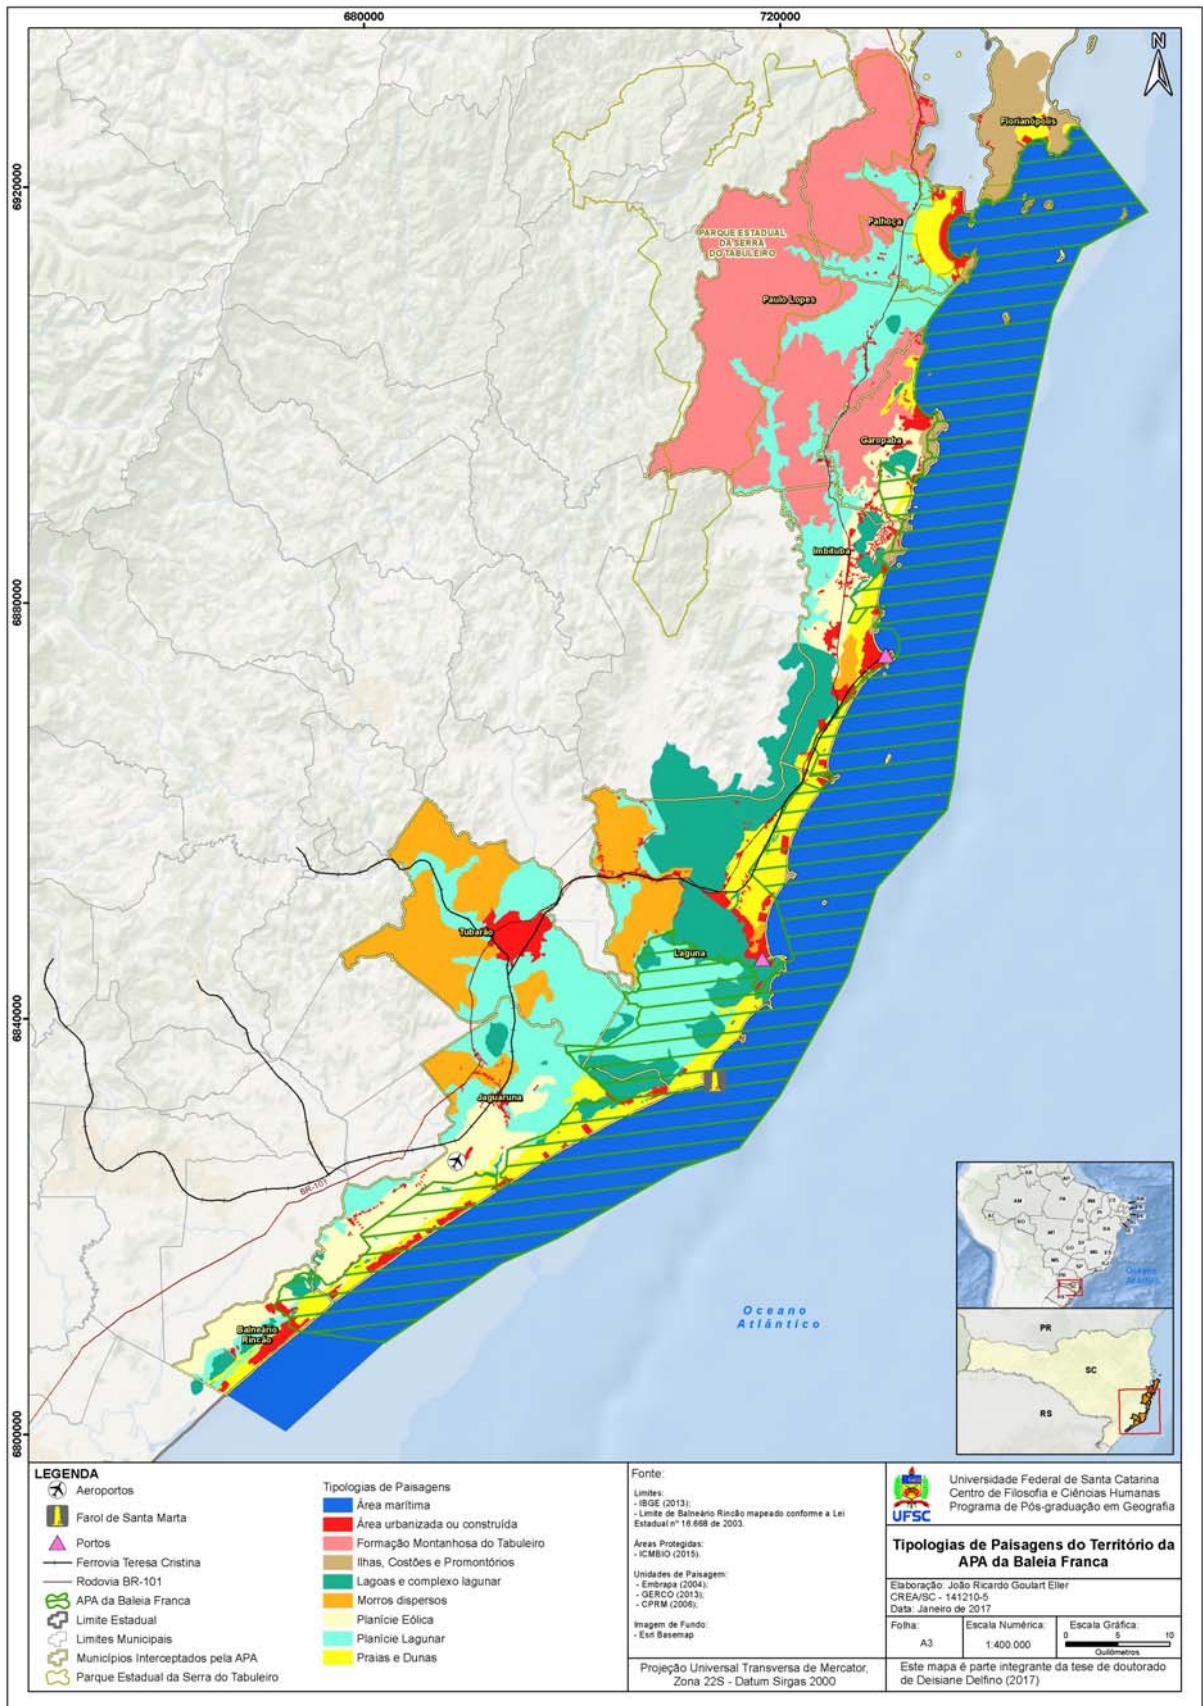 680000
720000
N
6920000
6880000
6840000
6800000
Florianópolis
Palhoça
PARQUE ESTADUAL
DA SERRA
DO TABULEIRO
Paulo Lopes
Garopaba
Imbituba
Tubarão
Laguna
Jaguaruna
BR-101
Balneário
Rincão
Oceano
Atlântico
AM
PA
MT
BA
GO
MS
MG
SP
Oceano
Atlântico
PR
SC
RS
LEGENDA
Aeroportos
Farol de Santa Marta
Portos
Ferrovia Teresa Cristina
Rodovia BR-101
APA da Baleia Franca
Limite Estadual
Limites Municipais
Municípios Interceptados pela APA
Parque Estadual da Serra do Tabuleiro
Tipologias de Paisagens
Área marítima
Área urbanizada ou construída
Formação Montanhosa do Tabuleiro
Ilhas, Costões e Promontórios
Lagoas e complexo lagunar
Morros dispersos
Planície Eólica
Planície Lagunar
Praias e Dunas
Fonte:
Limites:
- IBGE (2013);
- Limite de Balneário Rincão mapeado conforme a Lei
Estadual n° 16.668 de 2003.
Áreas Protegidas:
- ICMBIO (2015).
Unidades de Paisagem:
- Embrapa (2004);
- GERCO (2013);
- CPRM (2006);
Imagem de Fundo:
- Esri Basemap
Projeção Universal Transversa de Mercator,
Zona 22S - Datum Sirgas 2000
UFSC
Universidade Federal de Santa Catarina
Centro de Filosofia e Ciências Humanas
Programa de Pós-graduação em Geografia
Tipologias de Paisagens do Território da
APA da Baleia Franca
Elaboração: João Ricardo Goulart Eller
CREA/SC - 141210-5
Data: Janeiro de 2017
Folha:
A3
Escala Numérica:
1:400.000
Escala Gráfica:
0 5 10
Quilômetros
Este mapa é parte integrante da tese de doutorado
de Deisiane Delfino (2017)